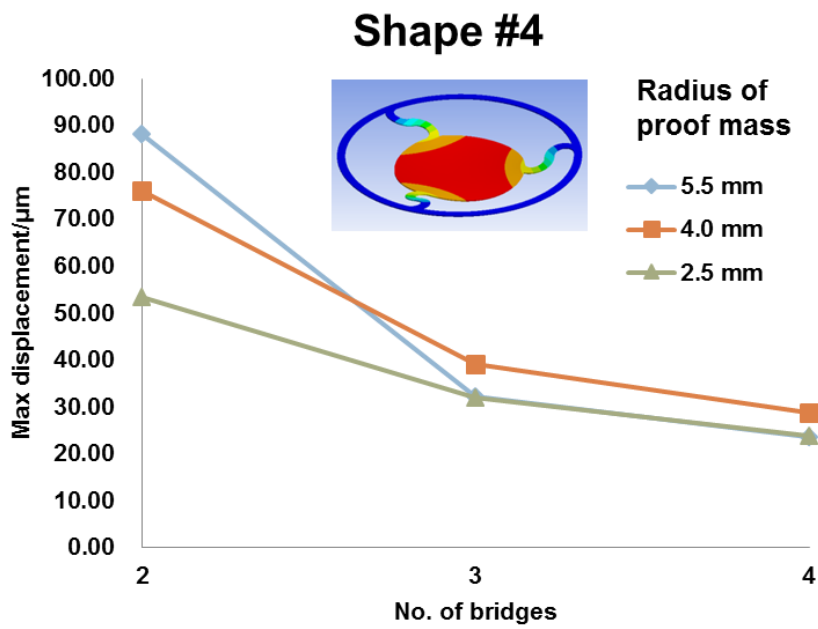 Shape #4
100.00
90.00
80.00
70.00
60.00
50.00
40.00
30.00
20.00
10.00
0.00
Max displacement/µm
2
3
4
No. of bridges
Radius of
proof mass
5.5 mm
4.0 mm
2.5 mm